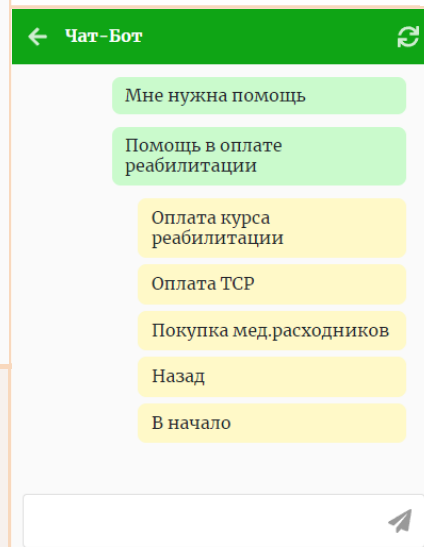 Чат-Бот
Мне нужна помощь
Помощь в оплате
реабилитации
Оплата курса
реабилитации
Оплата ТСР
Покупка мед.расходников
Назад
В начало